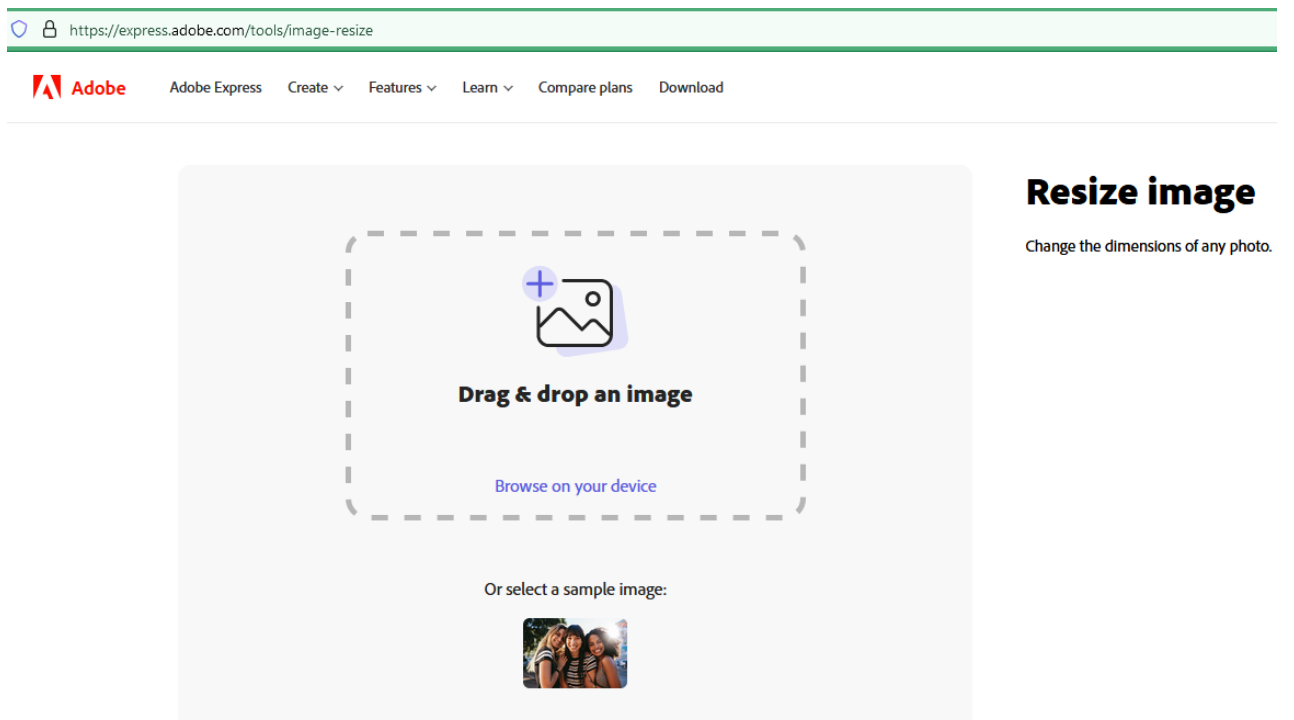 https://express.adobe.com/tools/image-resize
Adobe Adobe Express Create Features Learn Compare plans Download
Resize image
Change the dimensions of any photo.
Drag & drop an image
Browse on your device
Or select a sample image: